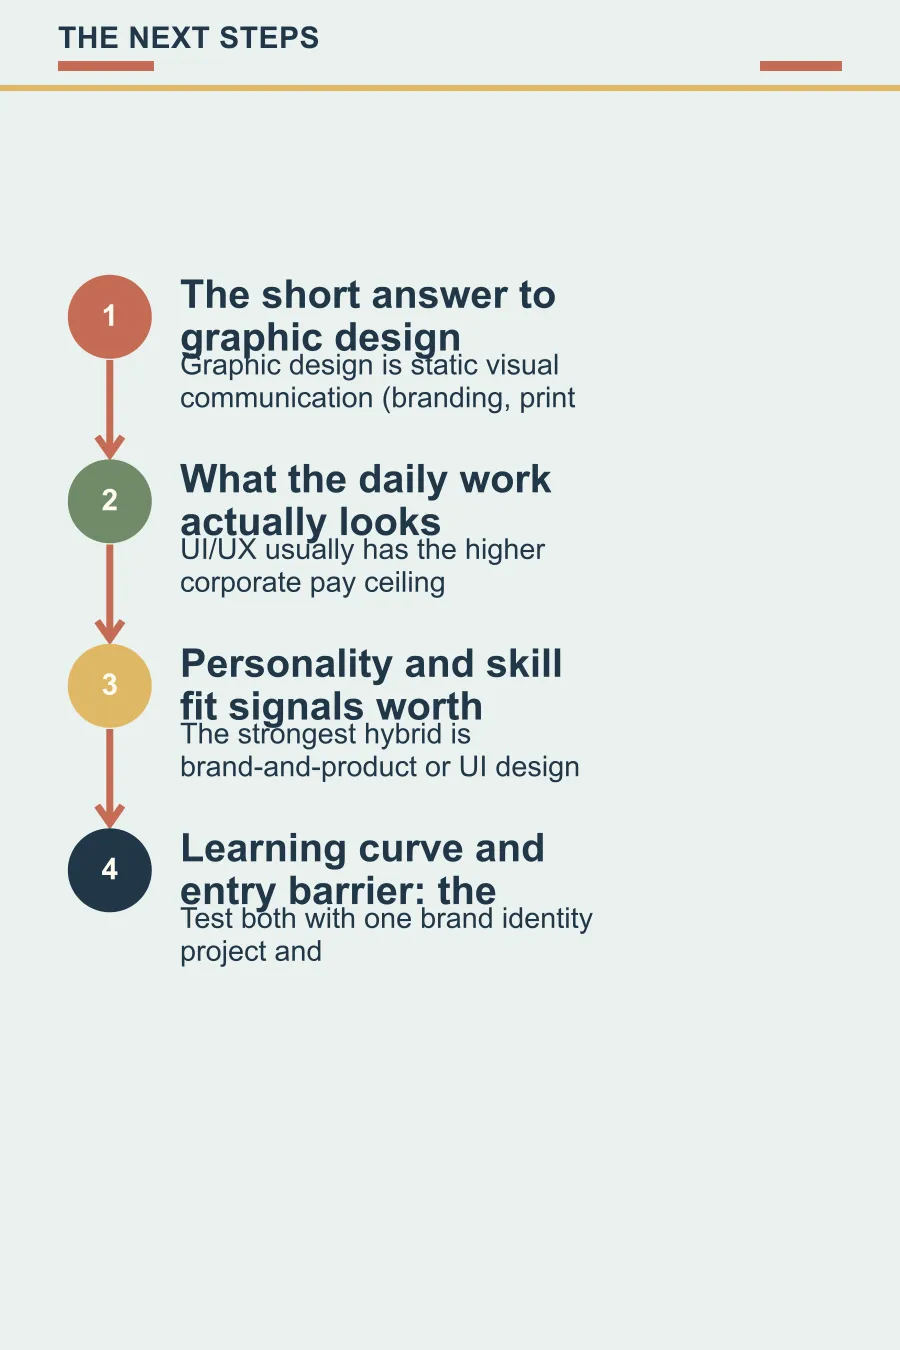 THE NEXT STEPS
1
The short answer to
graphic design
Graphic design is static visual
communication (branding, print
2
What the daily work
actually looks
UI/UX usually has the higher
corporate pay ceiling
3
Personality and skill
fit signals worth
The strongest hybrid is
brand-and-product or UI design
4
Learning curve and
entry barrier: the
Test both with one brand identity
project and